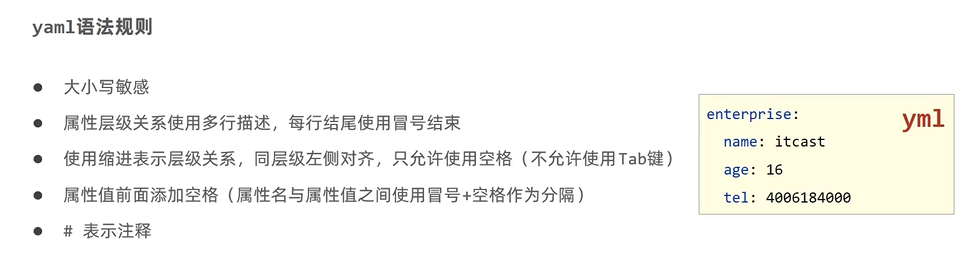 yaml语法规则
● 大小写敏感
● 属性层级关系使用多行描述，每行结尾使用冒号结束
● 使用缩进表示层级关系，同层级左侧对齐，只允许使用空格（不允许使用Tab键）
● 属性值前面添加空格（属性名与属性值之间使用冒号+空格作为分隔）
● # 表示注释
yml
enterprise:
  name: itcast
  age: 16
  tel: 4006184000